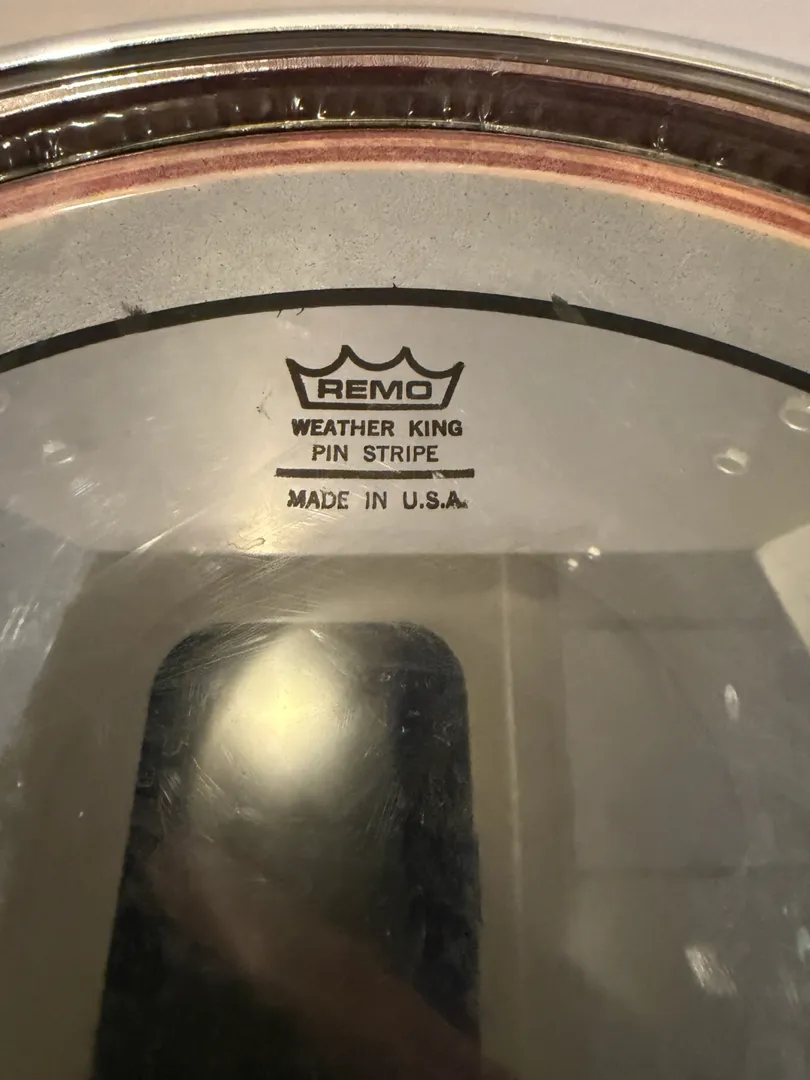 REMO
WEATHER KING
PIN STRIPE
MADE IN U.S.A.